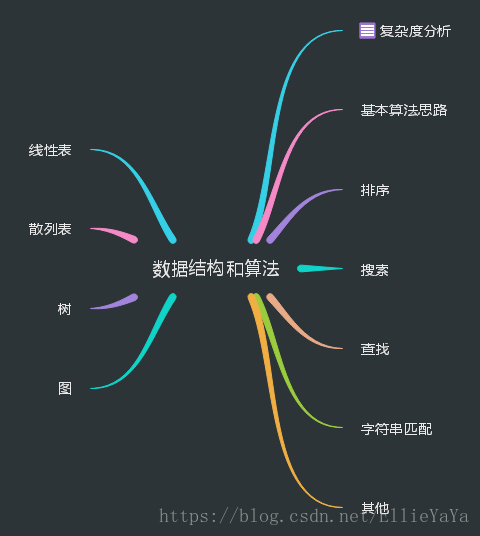 复杂度分析
基本算法思路
线性表
排序
散列表
数据结构和算法
搜索
树
查找
图
字符串匹配
其他
https://blog.csdn.net/EllieYaYa